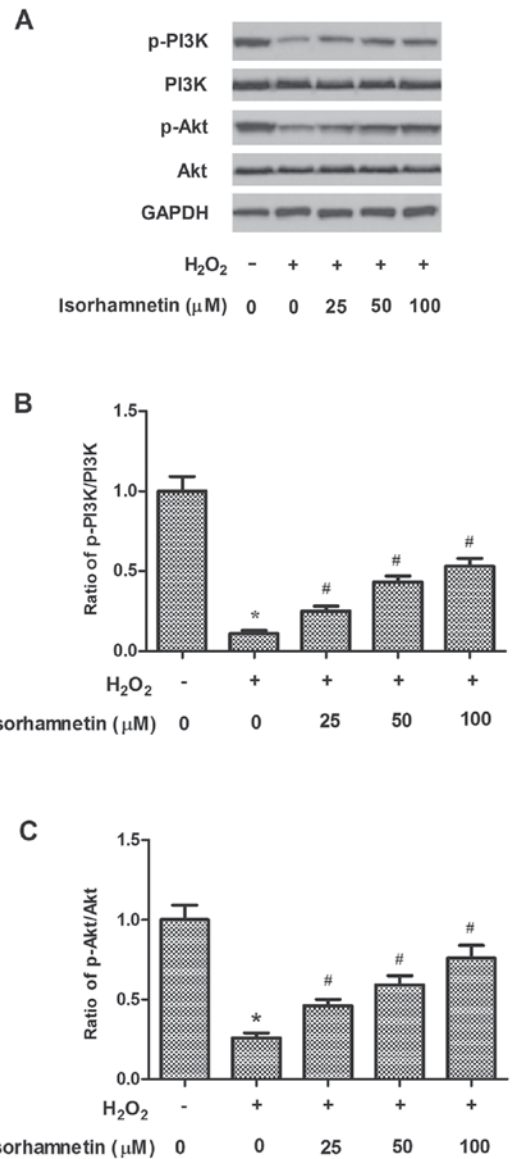 A
p-PI3K
PI3K
p-Akt
Akt
GAPDH
H₂O₂ - + + + +
Isorhamnetin (μM) 0 0 25 50 100
B
Ratio of p-PI3K/PI3K
1.5
1.0
0.5
0.0
* # # #
H₂O₂ - + + + +
sorhamnetin (μM) 0 0 25 50 100
C
Ratio of p-Akt/Akt
1.5
1.0
0.5
0.0
* # # #
H₂O₂ - + + + +
sorhamnetin (μM) 0 0 25 50 100